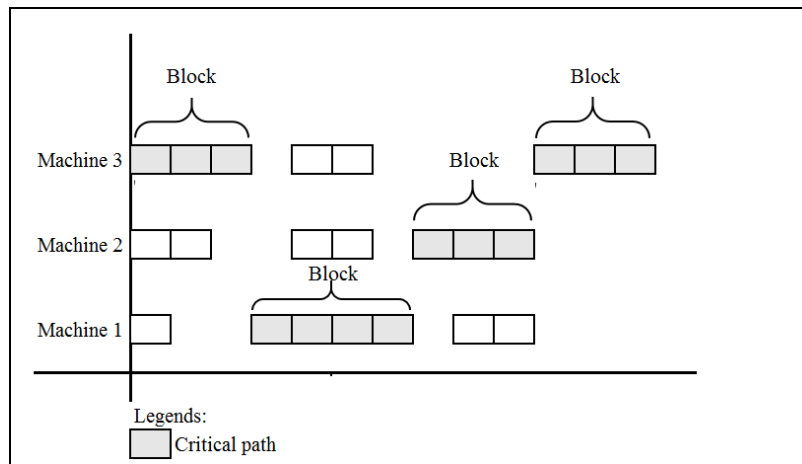 Block
Block
Machine 3
Block
Machine 2
Block
Machine 1
Legends:
Critical path